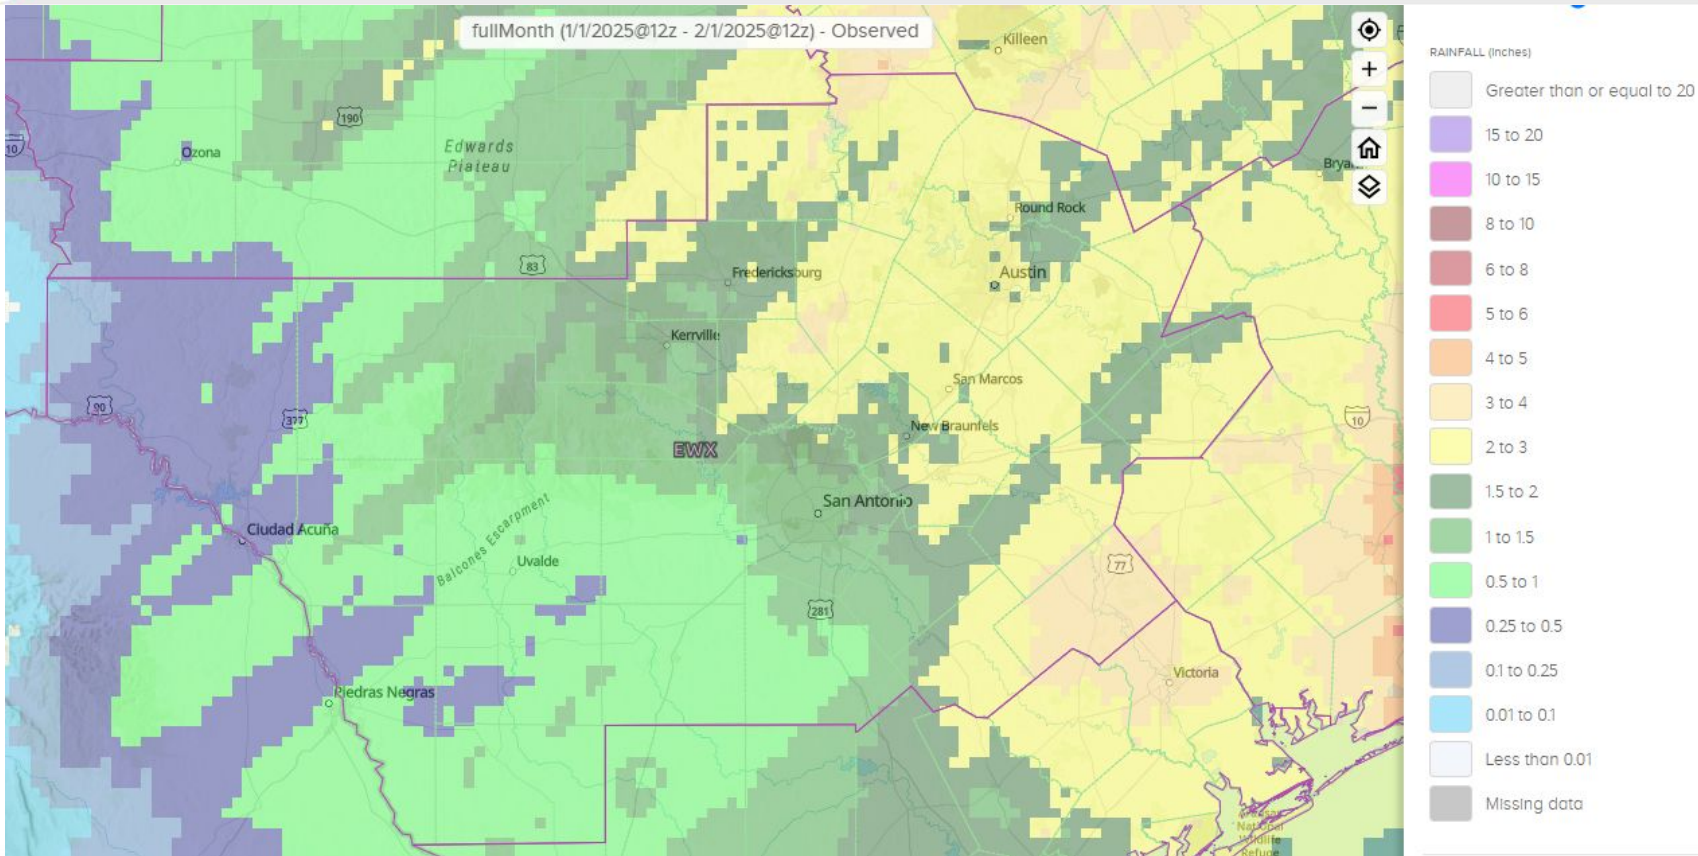 fullMonth (1/1/2025@12z - 2/1/2025@12z) - Observed
Killeen
190
10
Ozona
Edwards
Plateau
Bryan
Round Rock
83
Fredericksburg
Austin
Kerrville
San Marcos
90
377
10
New Braunfels
EWX
San Antonio
Ciudad Acuña
Balcones Escarpment
Uvalde
77
281
Victoria
Piedras Negras
National
Wildlife
Refuge
RAINFALL (Inches)
Greater than or equal to 20
15 to 20
10 to 15
8 to 10
6 to 8
5 to 6
4 to 5
3 to 4
2 to 3
1.5 to 2
1 to 1.5
0.5 to 1
0.25 to 0.5
0.1 to 0.25
0.01 to 0.1
Less than 0.01
Missing data